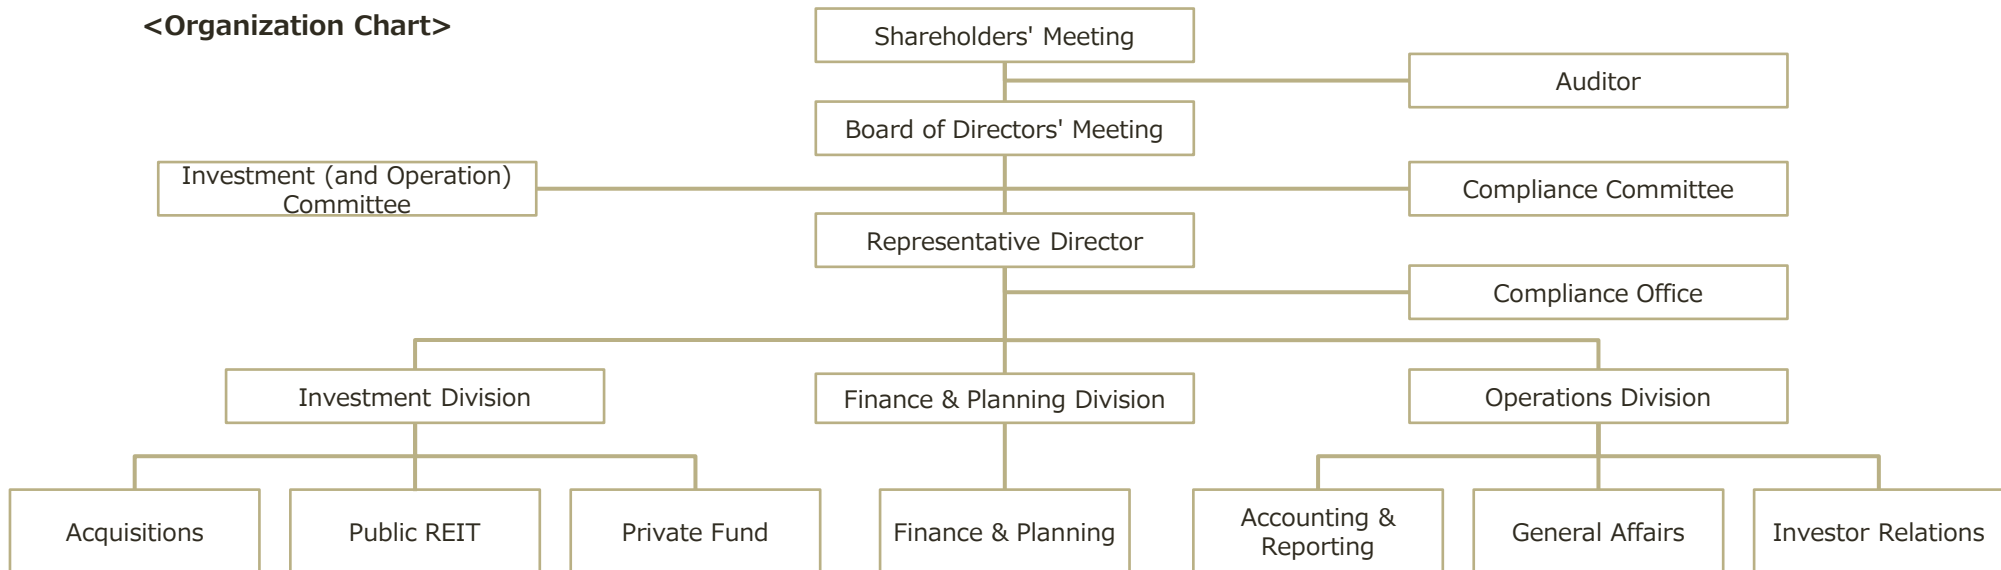 <Organization Chart>
Shareholders' Meeting
Auditor
Board of Directors' Meeting
Investment (and Operation)
Committee
Compliance Committee
Representative Director
Compliance Office
Investment Division
Finance & Planning Division
Operations Division
Acquisitions
Public REIT
Private Fund
Finance & Planning
Accounting &
Reporting
General Affairs
Investor Relations